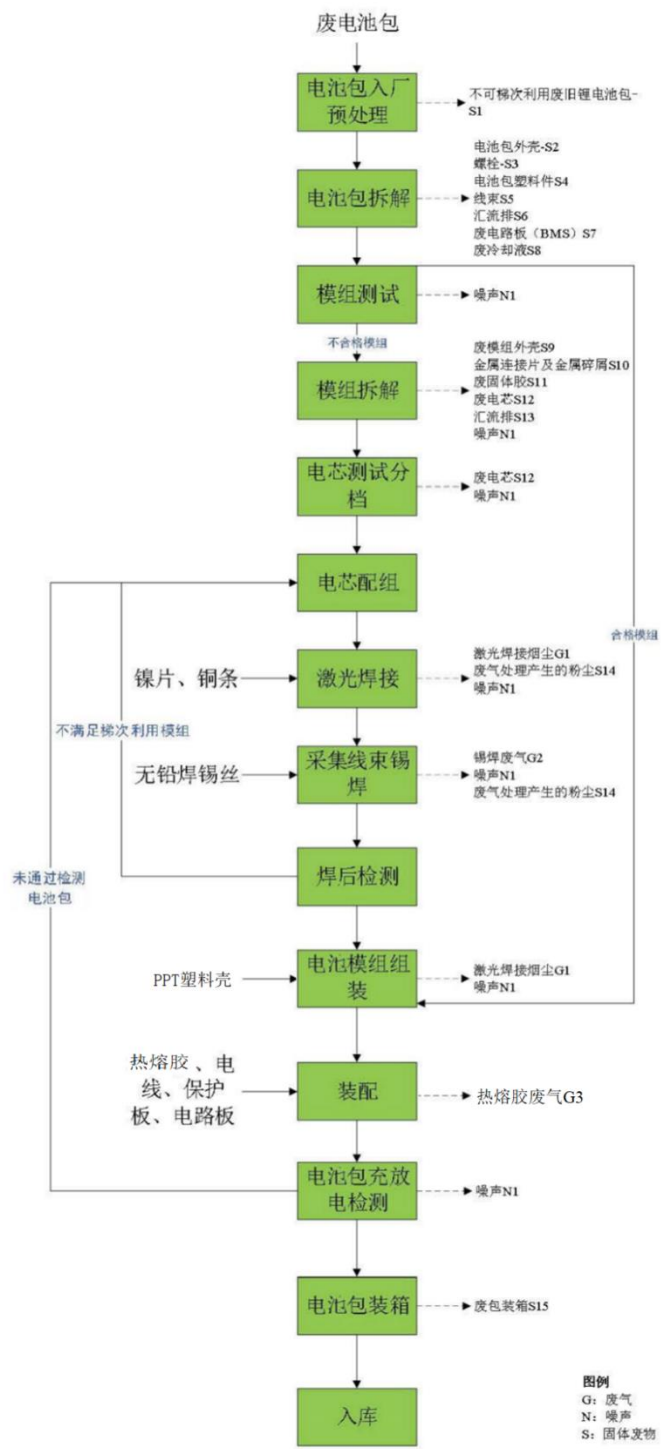 废电池包
电池包入厂
预处理
不可梯次利用废旧锂电池包-
S1
电池包拆解
电池包外壳-S2
螺栓-S3
电池包塑料件S4
线束S5
汇流排S6
废电路板（BMS）S7
废冷却液S8
模组测试
噪声N1
不合格模组
模组拆解
废模组外壳S9
金属连接片及金属碎屑S10
废固体胶S11
废电芯S12
汇流排S13
噪声N1
电芯测试分
档
废电芯S12
噪声N1
电芯配组
合格模组
镍片、铜条
激光焊接
激光焊接烟尘G1
废气处理产生的粉尘S14
噪声N1
不满足梯次利用模组
无铅焊锡丝
采集线束锡
焊
锡焊废气G2
噪声N1
废气处理产生的粉尘S14
焊后检测
未通过检测
电池包
PPT塑料壳
电池模组组
装
激光焊接烟尘G1
噪声N1
热熔胶、电
线、保护
板、电路板
装配
热熔胶废气G3
电池包充放
电检测
噪声N1
电池包装箱
废包装箱S15
入库
图例
G：废气
N：噪声
S：固体废物